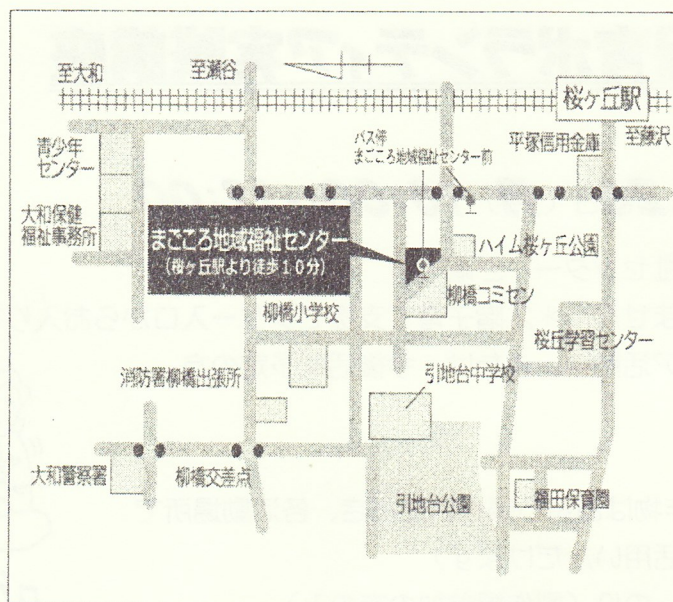 至大和
至瀬谷
桜ヶ丘駅
至藤沢
青少年
センター
バス停
まごころ地域福祉センター前
平塚信用金庫
大和保健
福祉事務所
まごころ地域福祉センター
(桜ヶ丘駅より徒歩10分)
ハイム桜ヶ丘公園
柳橋コミセン
柳橋小学校
桜丘学習センター
消防署柳橋出張所
引地台中学校
大和警察署
柳橋交差点
引地台公園
福田保育園